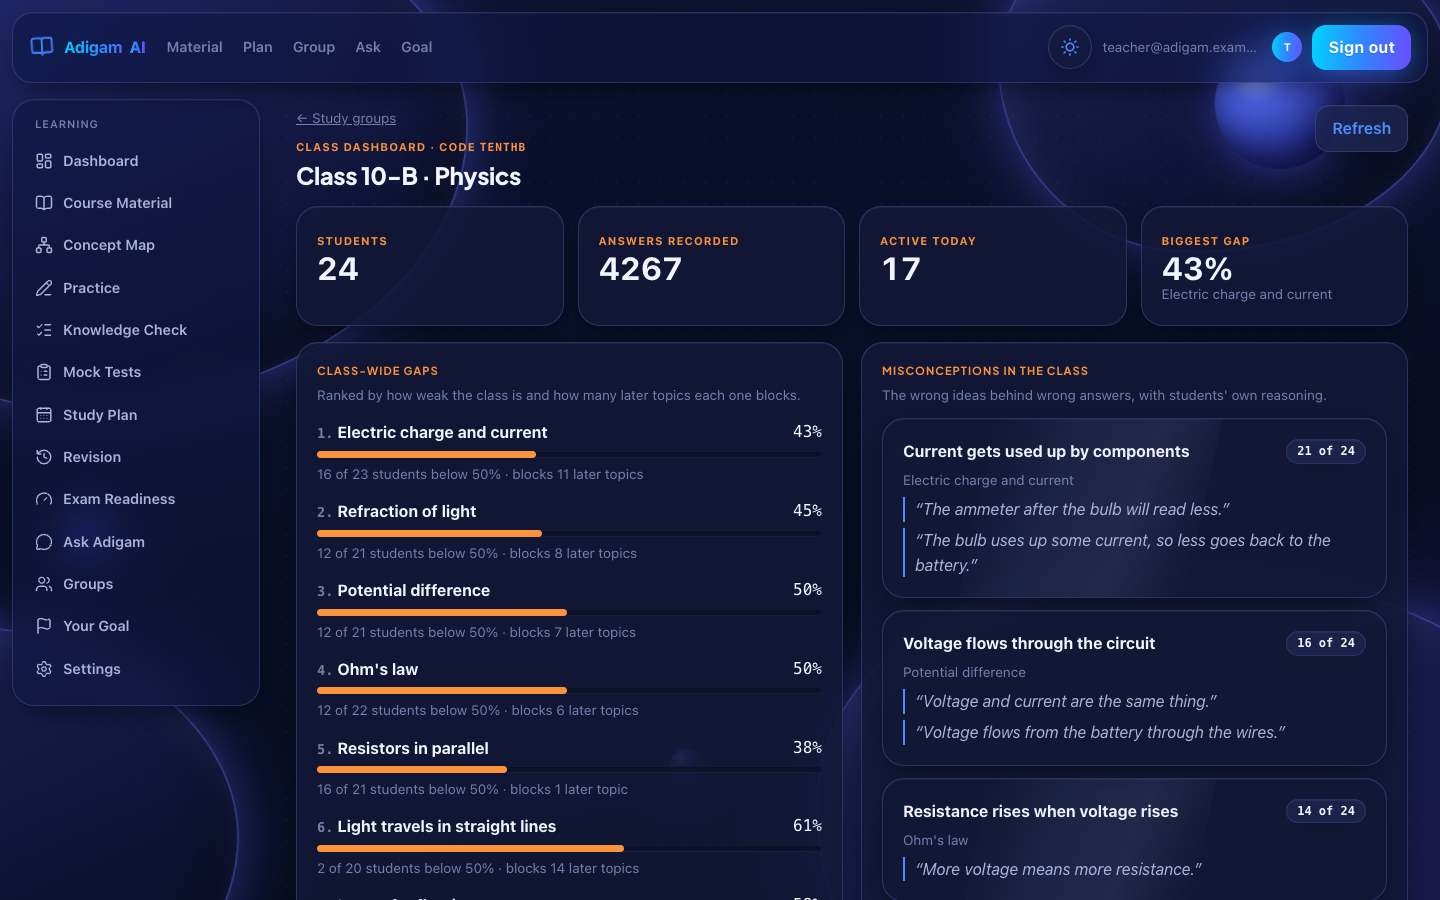 Adigam AI Material Plan Group Ask Goal teacher@adigam.exam... T Sign out
LEARNING
Dashboard
Course Material
Concept Map
Practice
Knowledge Check
Mock Tests
Study Plan
Revision
Exam Readiness
Ask Adigam
Groups
Your Goal
Settings
← Study groups
CLASS DASHBOARD · CODE TENTHB
Class 10-B · Physics
Refresh
STUDENTS
24
ANSWERS RECORDED
4267
ACTIVE TODAY
17
BIGGEST GAP
43%
Electric charge and current
CLASS-WIDE GAPS
Ranked by how weak the class is and how many later topics each one blocks.
1. Electric charge and current 43%
16 of 23 students below 50% · blocks 11 later topics
2. Refraction of light 45%
12 of 21 students below 50% · blocks 8 later topics
3. Potential difference 50%
12 of 21 students below 50% · blocks 7 later topics
4. Ohm's law 50%
12 of 22 students below 50% · blocks 6 later topics
5. Resistors in parallel 38%
16 of 21 students below 50% · blocks 1 later topic
6. Light travels in straight lines 61%
2 of 20 students below 50% · blocks 14 later topics
MISCONCEPTIONS IN THE CLASS
The wrong ideas behind wrong answers, with students' own reasoning.
Current gets used up by components 21 of 24
Electric charge and current
“The ammeter after the bulb will read less.”
“The bulb uses up some current, so less goes back to the
battery.”
Voltage flows through the circuit 16 of 24
Potential difference
“Voltage and current are the same thing.”
“Voltage flows from the battery through the wires.”
Resistance rises when voltage rises 14 of 24
Ohm's law
“More voltage means more resistance.”